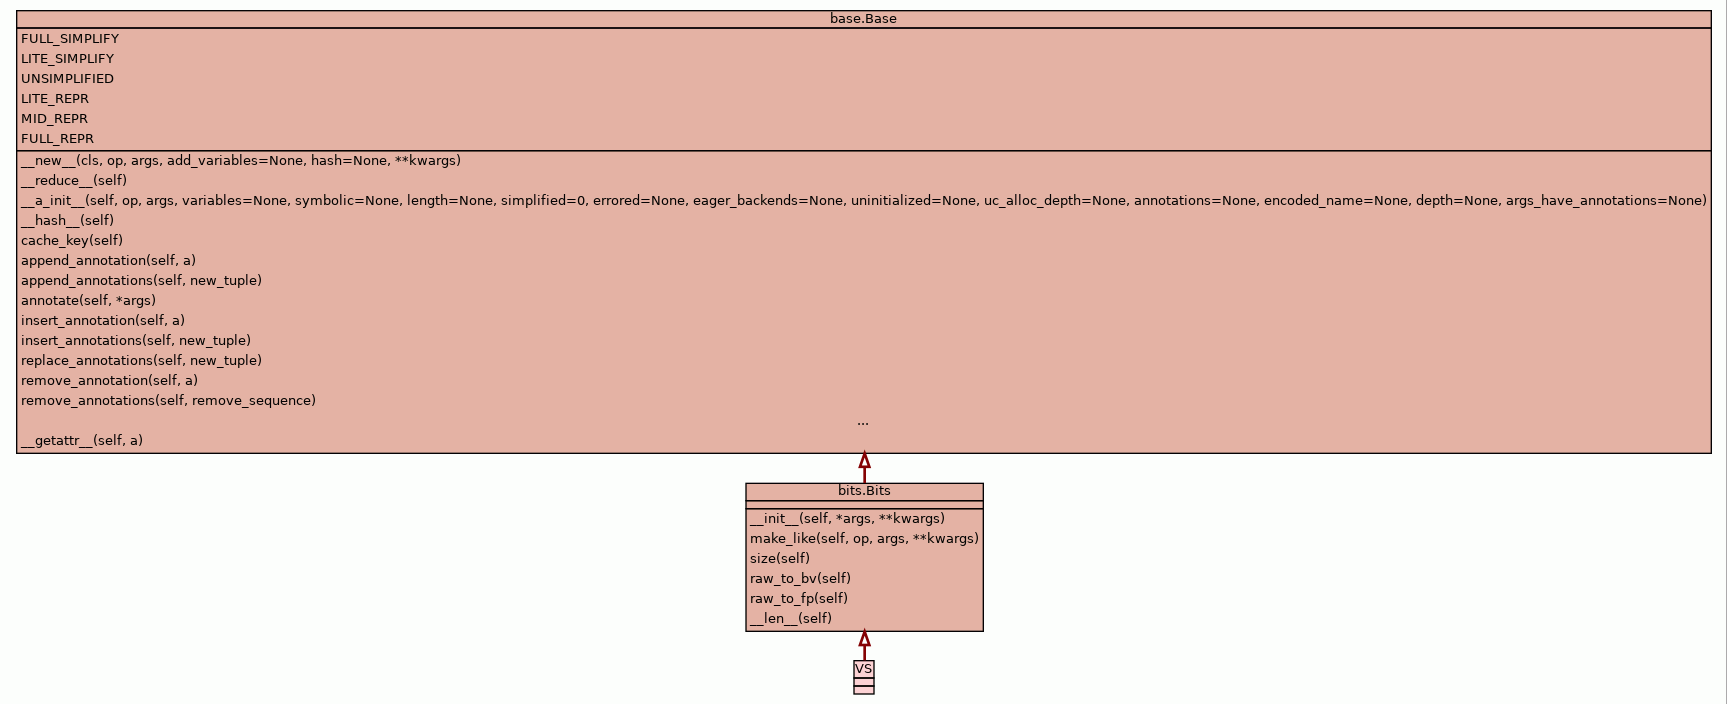 base.Base
FULL_SIMPLIFY
LITE_SIMPLIFY
UNSIMPLIFIED
LITE_REPR
MID_REPR
FULL_REPR
__new__(cls, op, args, add_variables=None, hash=None, **kwargs)
__reduce__(self)
__a_init__(self, op, args, variables=None, symbolic=None, length=None, simplified=0, errored=None, eager_backends=None, uninitialized=None, uc_alloc_depth=None, annotations=None, encoded_name=None, depth=None, args_have_annotations=None)
__hash__(self)
cache_key(self)
append_annotation(self, a)
append_annotations(self, new_tuple)
annotate(self, *args)
insert_annotation(self, a)
insert_annotations(self, new_tuple)
replace_annotations(self, new_tuple)
remove_annotation(self, a)
remove_annotations(self, remove_sequence)
...
__getattr__(self, a)
bits.Bits
__init__(self, *args, **kwargs)
make_like(self, op, args, **kwargs)
size(self)
raw_to_bv(self)
raw_to_fp(self)
__len__(self)
VS